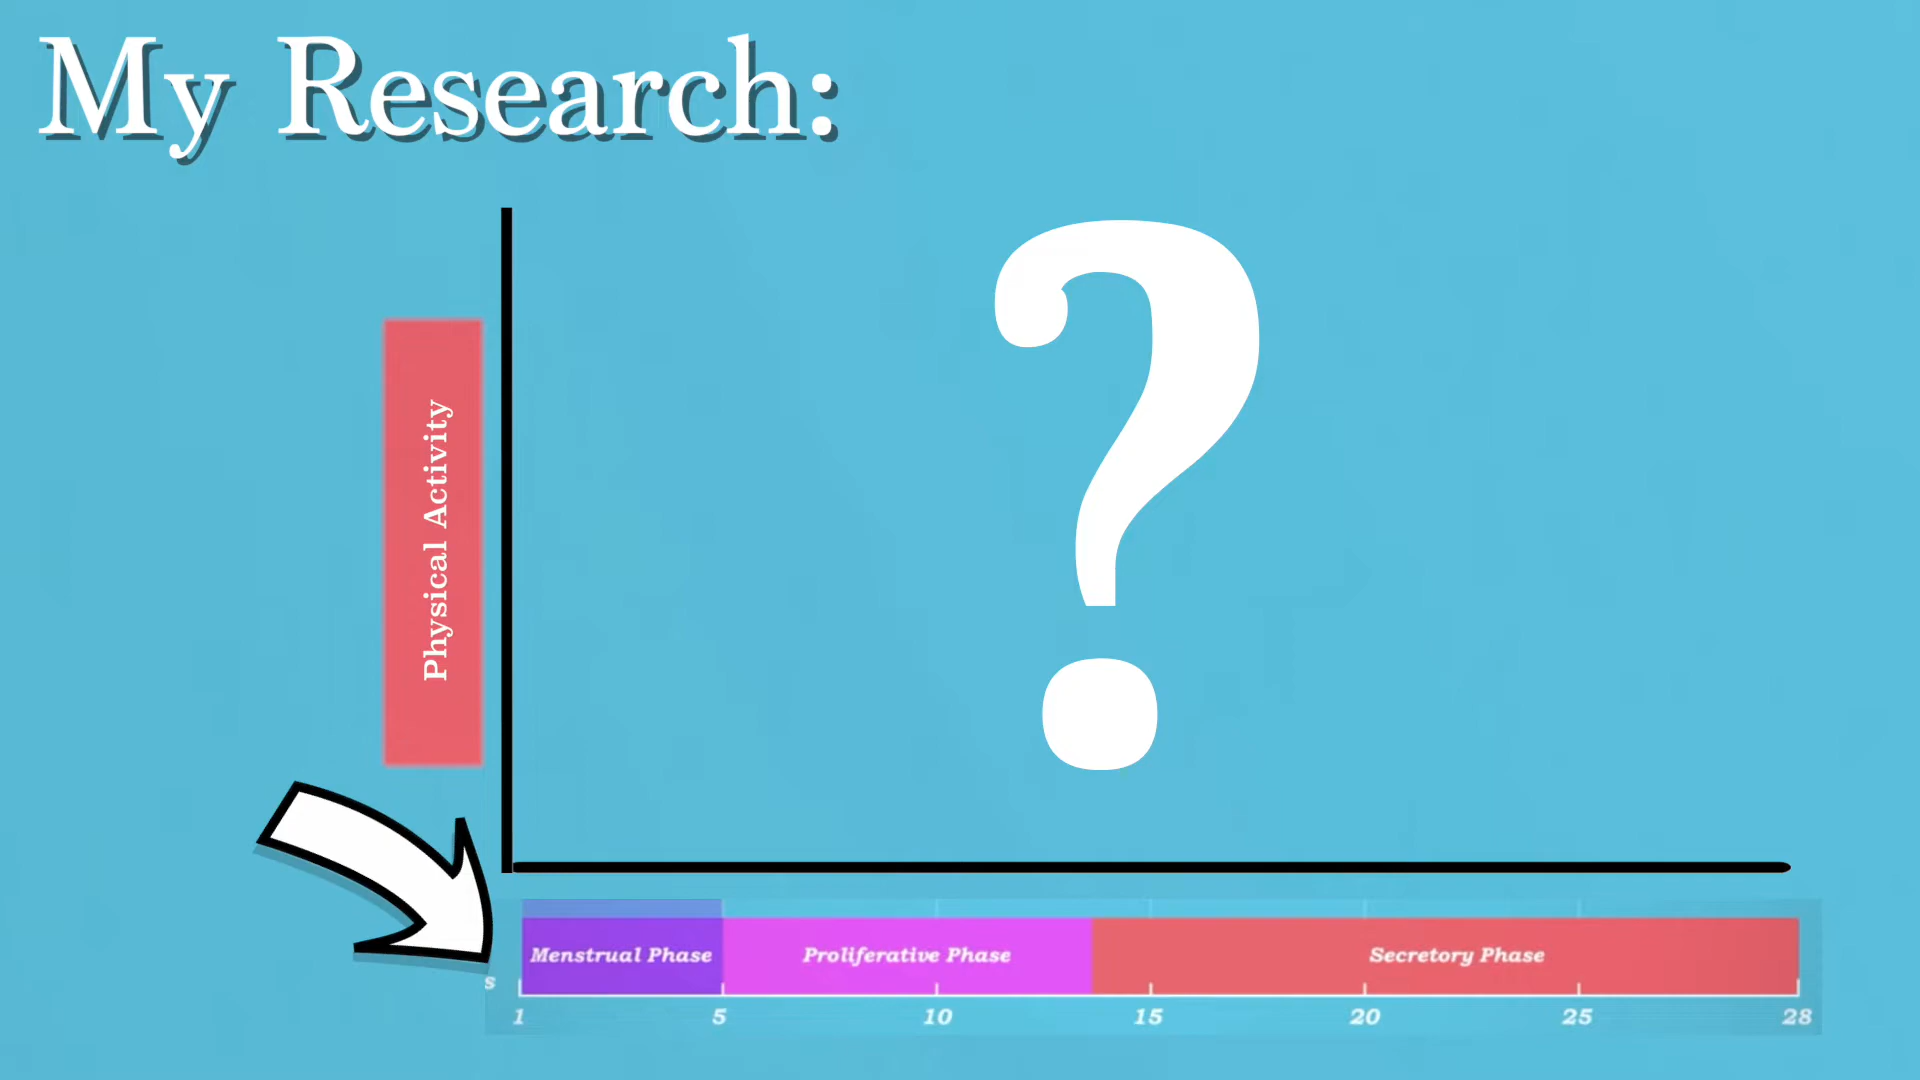 My Research:
?
Physical Activity
Menstrual Phase Proliferative Phase Secretory Phase
s
1 5 10 15 20 25 28